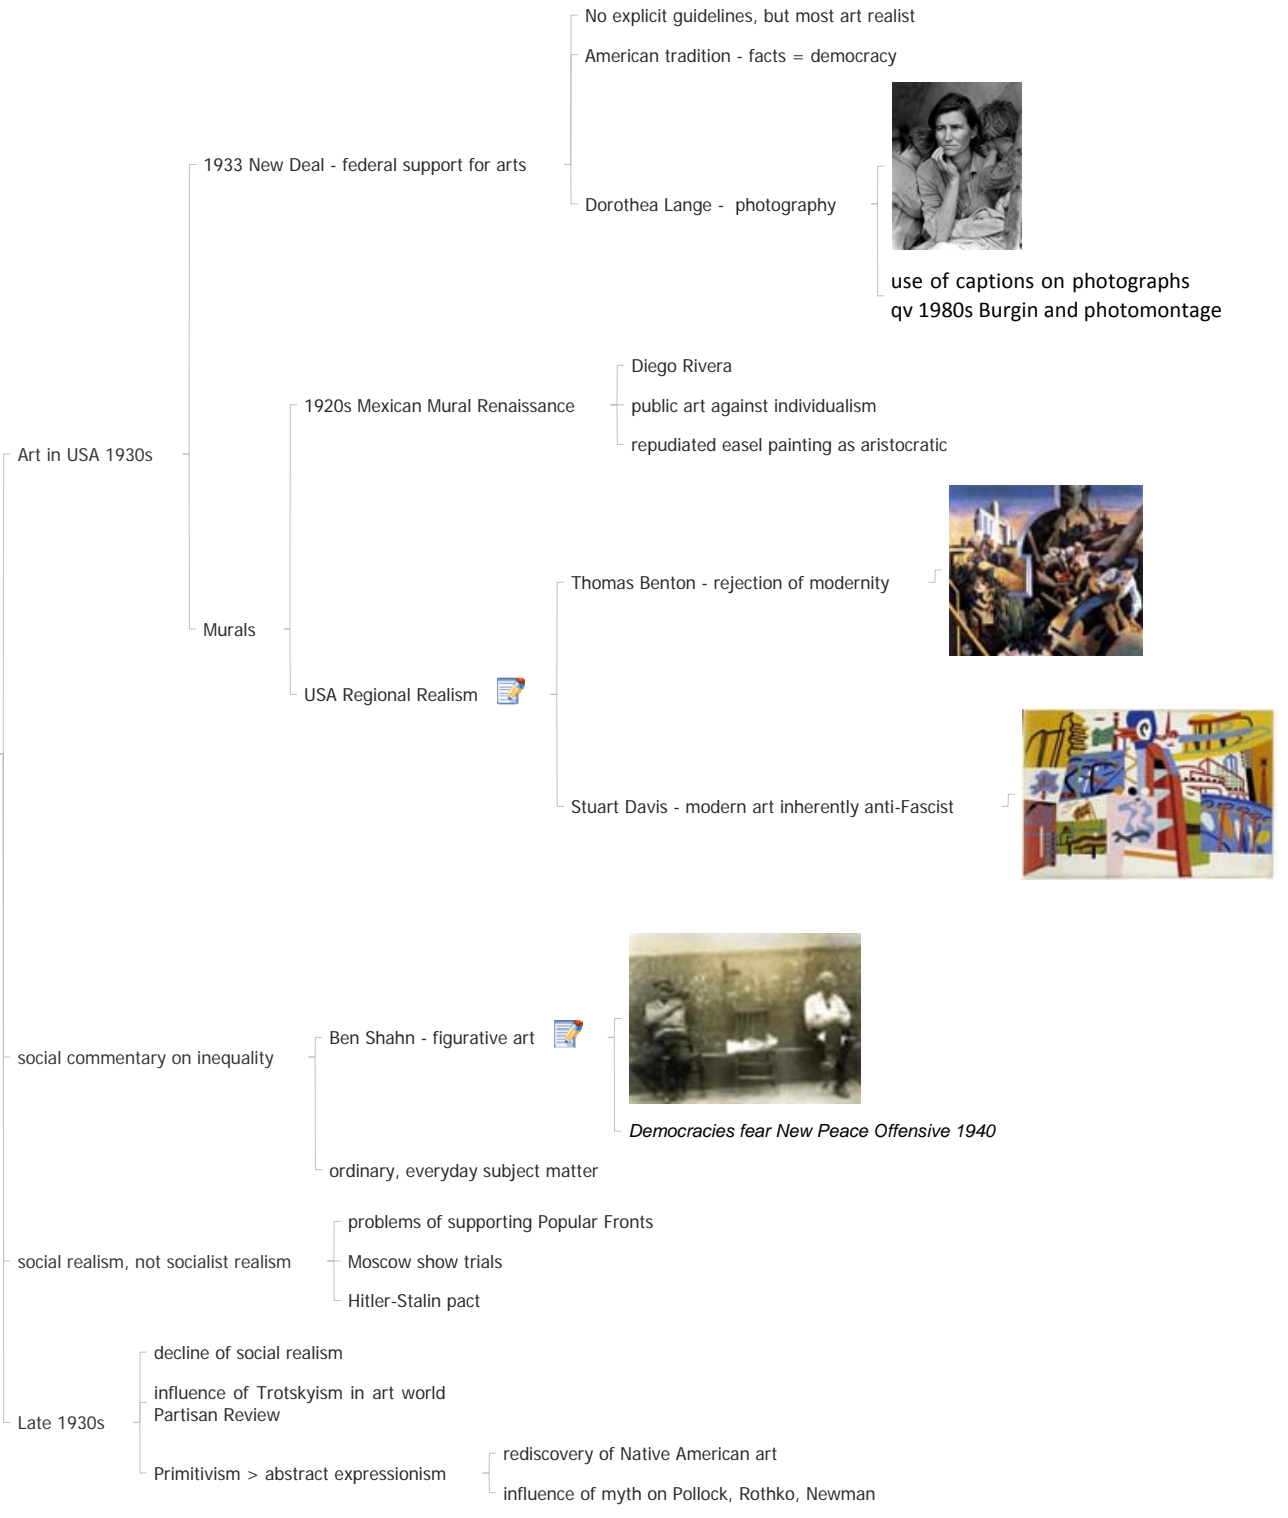 No explicit guidelines, but most art realist
American tradition - facts = democracy
1933 New Deal - federal support for arts
Dorothea Lange - photography
use of captions on photographs
qv 1980s Burgin and photomontage
Diego Rivera
1920s Mexican Mural Renaissance
public art against individualism
repudiated easel painting as aristocratic
Art in USA 1930s
Thomas Benton - rejection of modernity
Murals
USA Regional Realism
Stuart Davis - modern art inherently anti-Fascist
Ben Shahn - figurative art
social commentary on inequality
Democracies fear New Peace Offensive 1940
ordinary, everyday subject matter
problems of supporting Popular Fronts
social realism, not socialist realism
Moscow show trials
Hitler-Stalin pact
decline of social realism
influence of Trotskyism in art world
Partisan Review
Late 1930s
Primitivism > abstract expressionism
rediscovery of Native American art
influence of myth on Pollock, Rothko, Newman